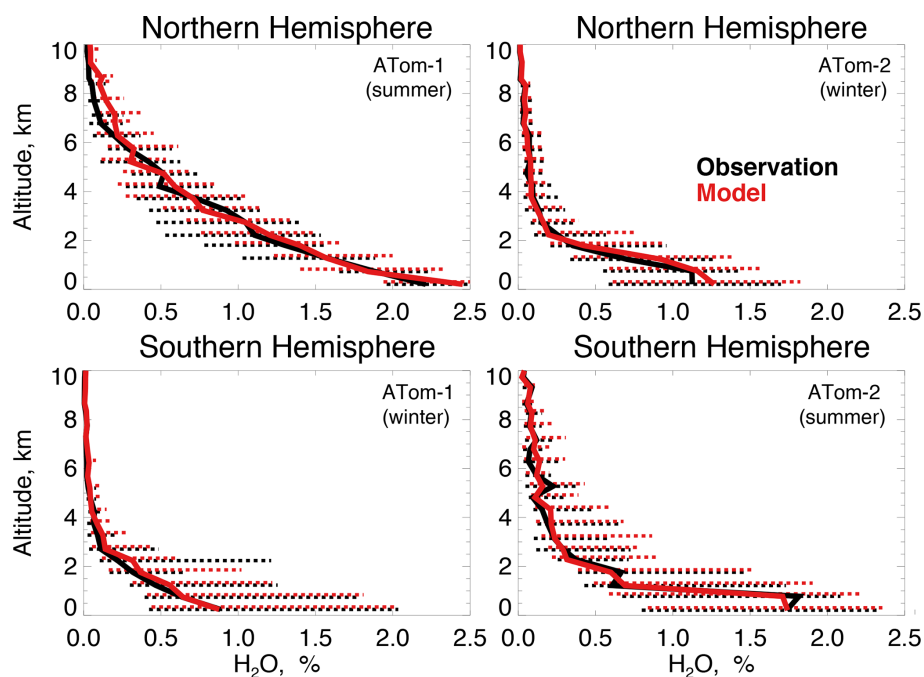 Northern Hemisphere
Northern Hemisphere
10
8
6
4
2
0
Altitude, km
ATom-1
(summer)
0.0 0.5 1.0 1.5 2.0 2.5
10
8
6
4
2
0
Altitude, km
ATom-2
(winter)
Observation
Model
0.0 0.5 1.0 1.5 2.0 2.5
Southern Hemisphere
Southern Hemisphere
10
8
6
4
2
0
Altitude, km
ATom-1
(winter)
0.0 0.5 1.0 1.5 2.0 2.5
H₂O, %
10
8
6
4
2
0
ATom-2
(summer)
0.0 0.5 1.0 1.5 2.0 2.5
H₂O, %